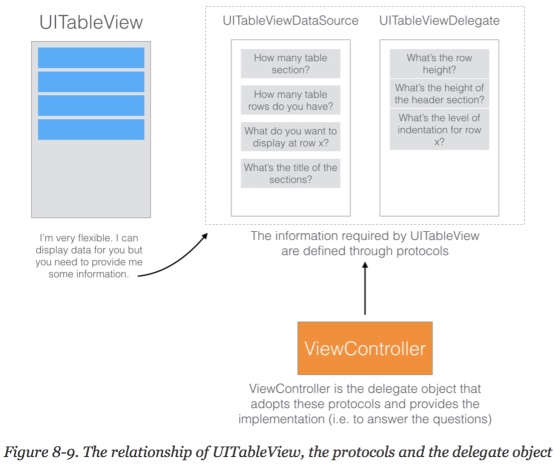 UITableView
UITableViewDataSource
UITableViewDelegate
How many table
section?
How many table
rows do you have?
What do you want to
display at row x?
What's the title of the
sections?
What's the row
height?
What's the height of
the header section?
What's the level of
indentation for row
x?
I'm very flexible. I can
display data for you but
you need to provide me
some information.
The information required by UITableView
are defined through protocols
ViewController
ViewController is the delegate object that
adopts these protocols and provides the
implementation (i.e. to answer the questions)
Figure 8-9. The relationship of UITableView, the protocols and the delegate object